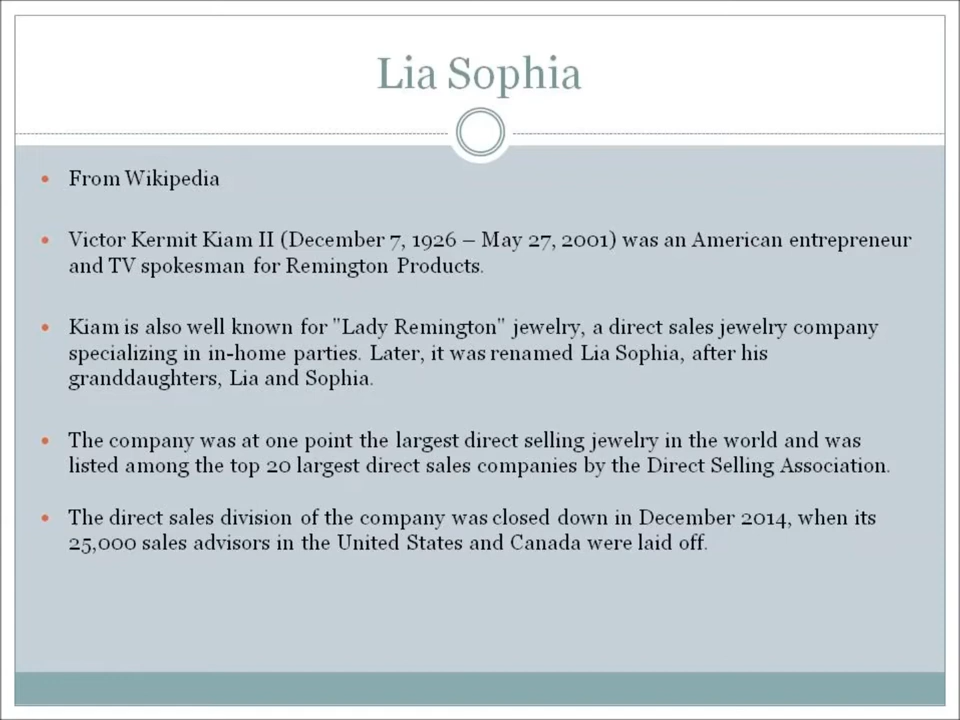 Lia Sophia
• From Wikipedia
• Victor Kermit Kiam II (December 7, 1926 – May 27, 2001) was an American entrepreneur
and TV spokesman for Remington Products.
• Kiam is also well known for "Lady Remington" jewelry, a direct sales jewelry company
specializing in in-home parties. Later, it was renamed Lia Sophia, after his
granddaughters, Lia and Sophia.
• The company was at one point the largest direct selling jewelry in the world and was
listed among the top 20 largest direct sales companies by the Direct Selling Association.
• The direct sales division of the company was closed down in December 2014, when its
25,000 sales advisors in the United States and Canada were laid off.